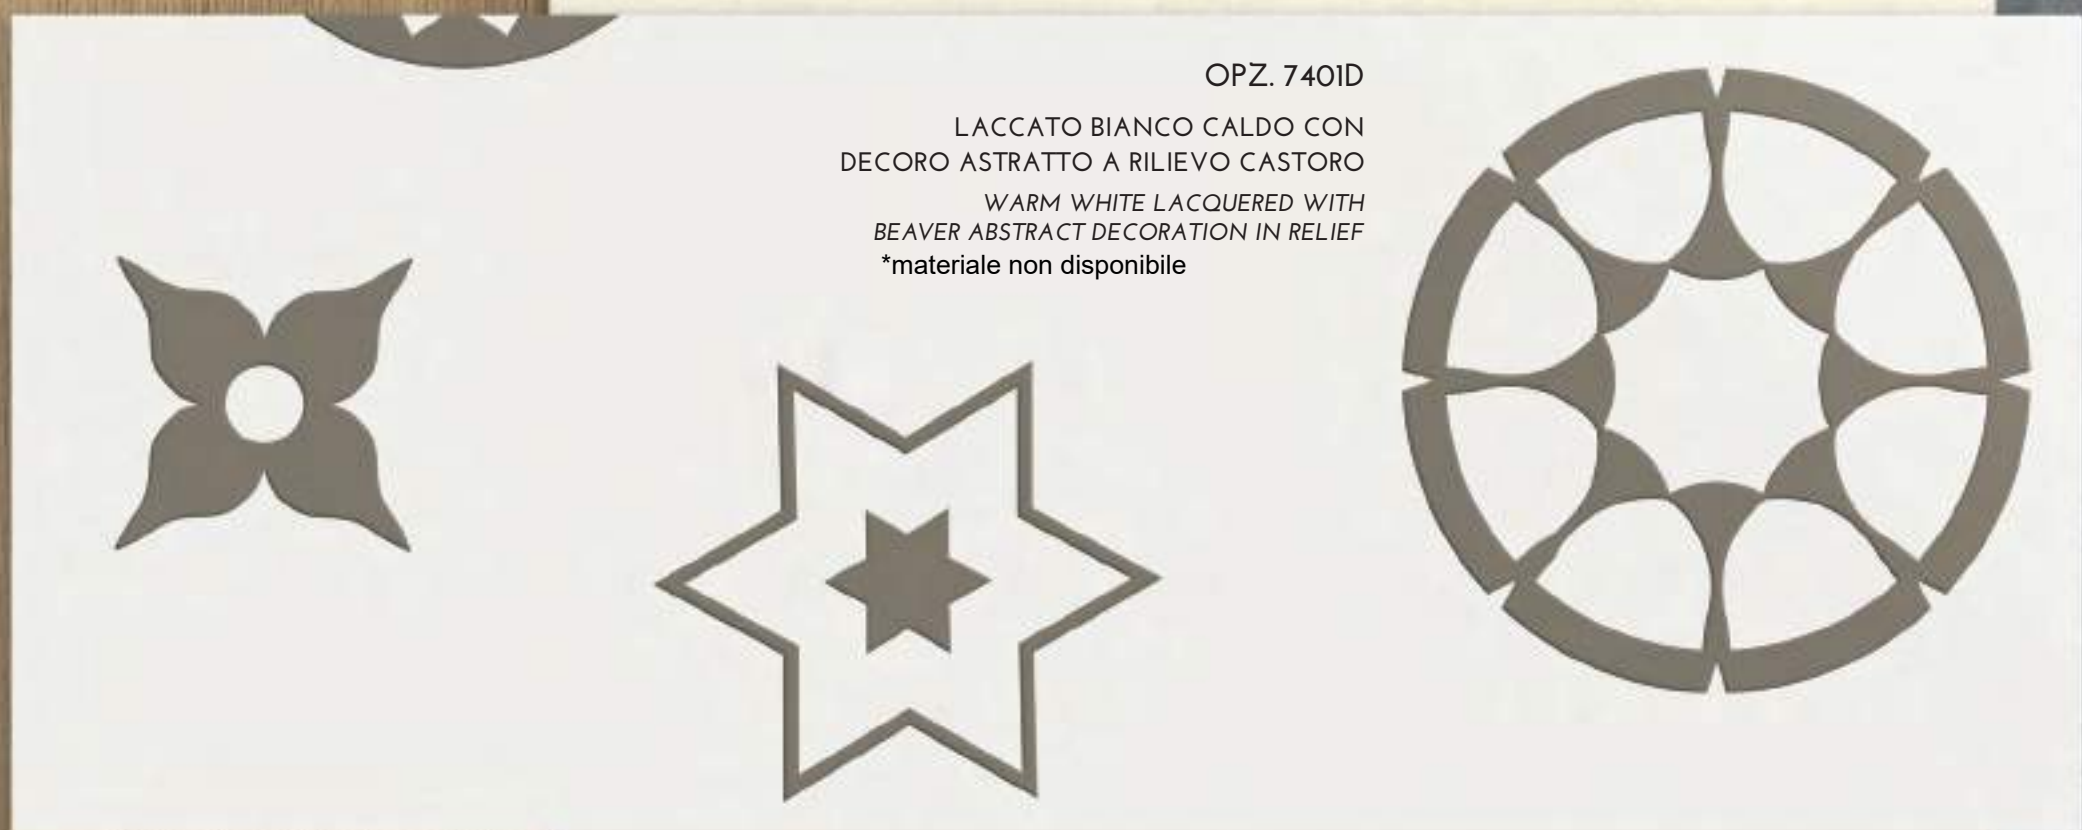 OPZ. 7401D
LACCATO BIANCO CALDO CON
DECORO ASTRATTO A RILIEVO CASTORO
WARM WHITE LACQUERED WITH
BEAVER ABSTRACT DECORATION IN RELIEF
*materiale non disponibile